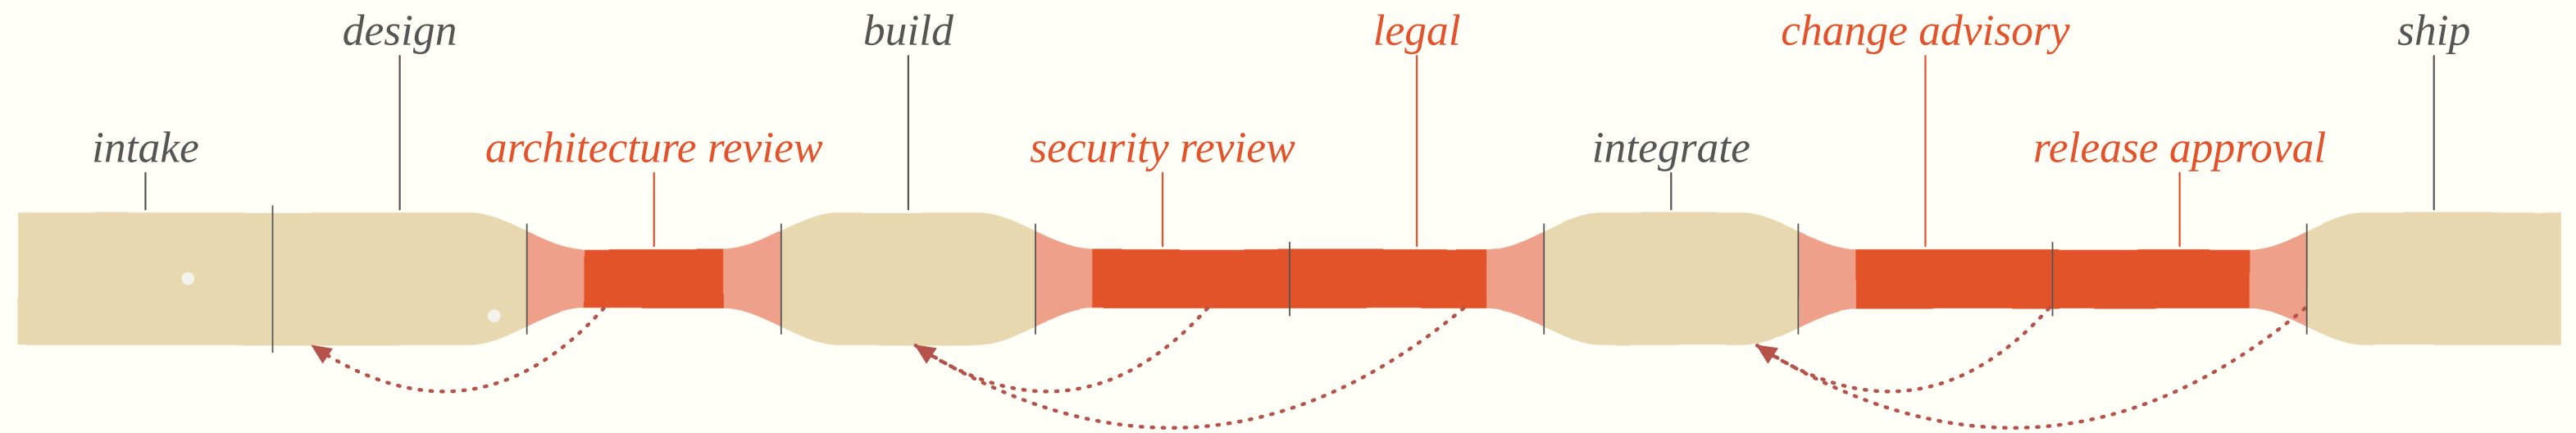 intake
design
architecture review
build
security review
legal
integrate
change advisory
release approval
ship